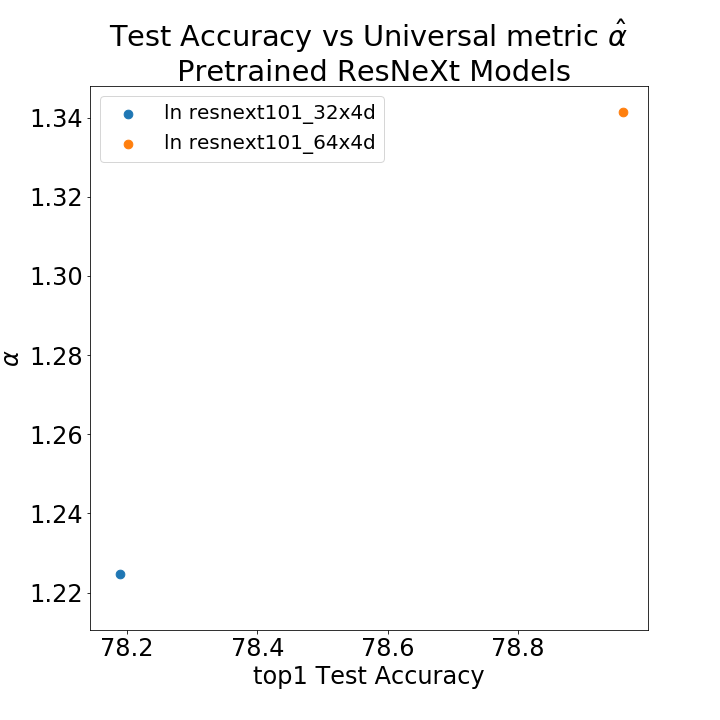 Test Accuracy vs Universal metric α̂
Pretrained ResNeXt Models
ln resnext101_32x4d
ln resnext101_64x4d
1.34
1.32
1.30
1.28
1.26
1.24
1.22
α
78.2 78.4 78.6 78.8
top1 Test Accuracy